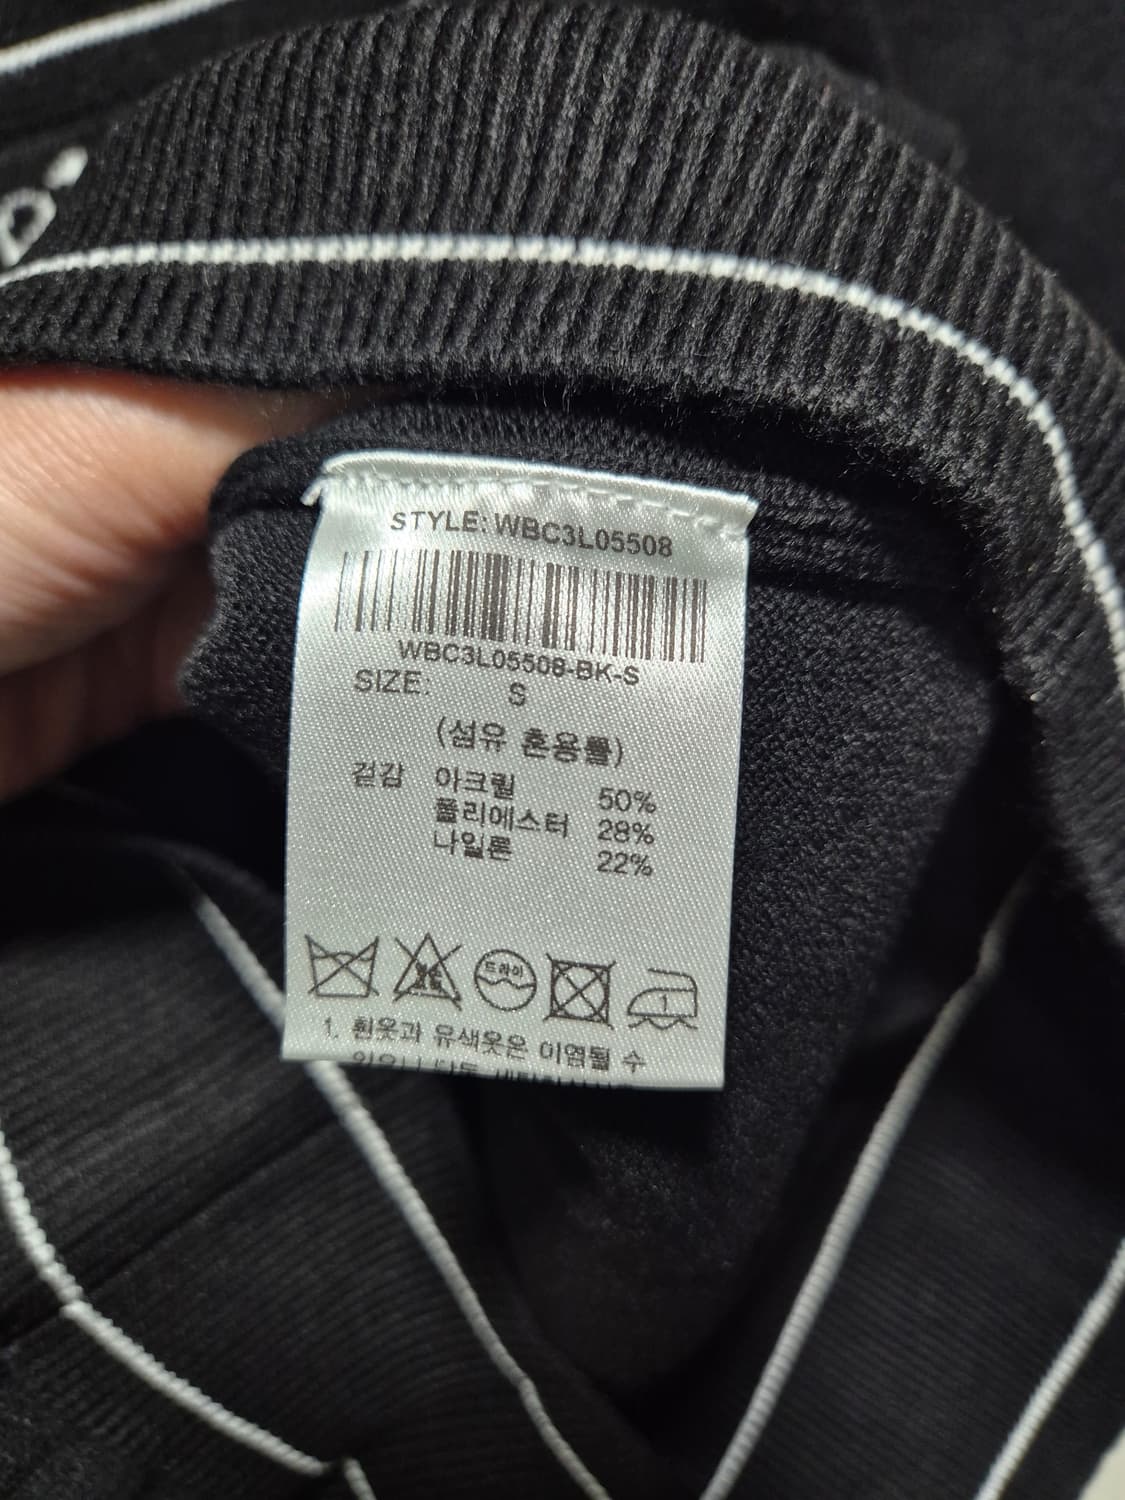 STYLE: WBC3L05508
WBC3L05508-BK-S
SIZE: S
(섬유 혼용률)
겉감 아크릴 50%
폴리에스터 28%
나일론 22%
드라이
1. 흰옷과 유색옷은 이염될 수